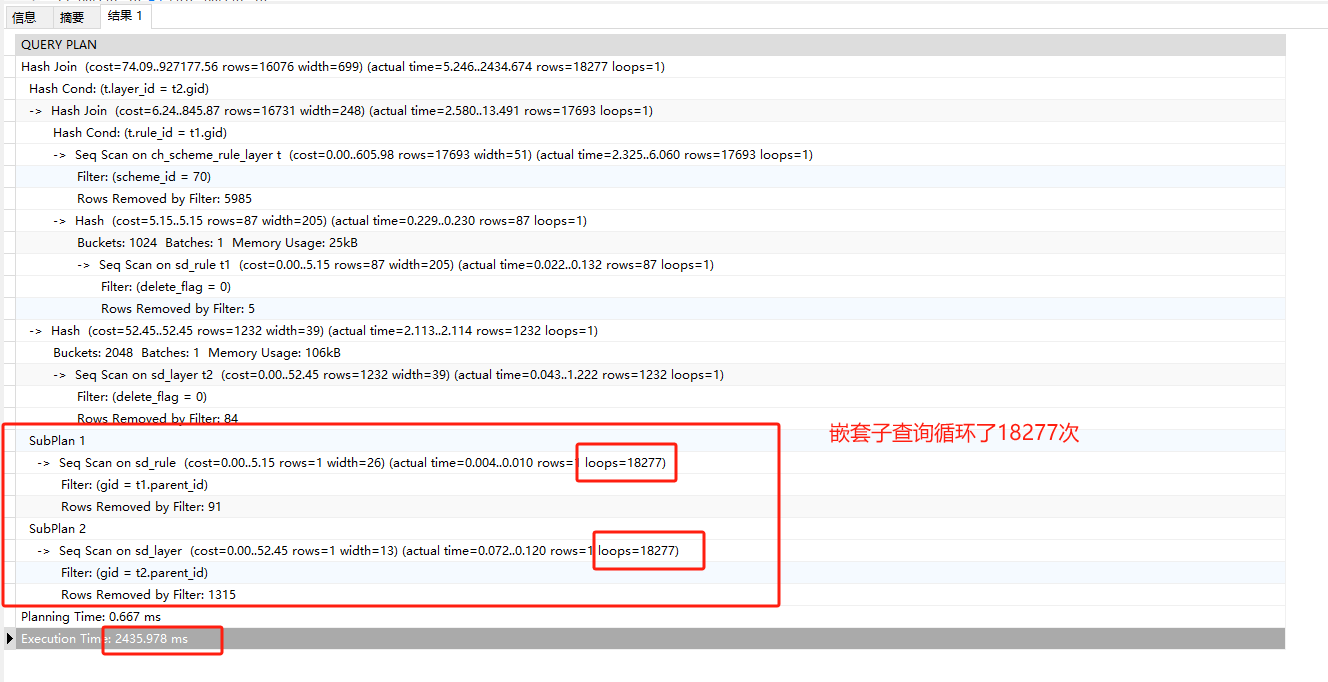 信息 摘要 结果 1
QUERY PLAN
Hash Join (cost=74.09..927177.56 rows=16076 width=699) (actual time=5.246..2434.674 rows=18277 loops=1)
Hash Cond: (t.layer_id = t2.gid)
-> Hash Join (cost=6.24..845.87 rows=16731 width=248) (actual time=2.580..13.491 rows=17693 loops=1)
Hash Cond: (t.rule_id = t1.gid)
-> Seq Scan on ch_scheme_rule_layer t (cost=0.00..605.98 rows=17693 width=51) (actual time=2.325..6.060 rows=17693 loops=1)
Filter: (scheme_id = 70)
Rows Removed by Filter: 5985
-> Hash (cost=5.15..5.15 rows=87 width=205) (actual time=0.229..0.230 rows=87 loops=1)
Buckets: 1024 Batches: 1 Memory Usage: 25kB
-> Seq Scan on sd_rule t1 (cost=0.00..5.15 rows=87 width=205) (actual time=0.022..0.132 rows=87 loops=1)
Filter: (delete_flag = 0)
Rows Removed by Filter: 5
-> Hash (cost=52.45..52.45 rows=1232 width=39) (actual time=2.113..2.114 rows=1232 loops=1)
Buckets: 2048 Batches: 1 Memory Usage: 106kB
-> Seq Scan on sd_layer t2 (cost=0.00..52.45 rows=1232 width=39) (actual time=0.043..1.222 rows=1232 loops=1)
Filter: (delete_flag = 0)
Rows Removed by Filter: 84
SubPlan 1
嵌套子查询循环了18277次
-> Seq Scan on sd_rule (cost=0.00..5.15 rows=1 width=26) (actual time=0.004..0.010 rows=1 loops=18277)
Filter: (gid = t1.parent_id)
Rows Removed by Filter: 91
SubPlan 2
-> Seq Scan on sd_layer (cost=0.00..52.45 rows=1 width=13) (actual time=0.072..0.120 rows=1 loops=18277)
Filter: (gid = t2.parent_id)
Rows Removed by Filter: 1315
Planning Time: 0.667 ms
Execution Time: 2435.978 ms